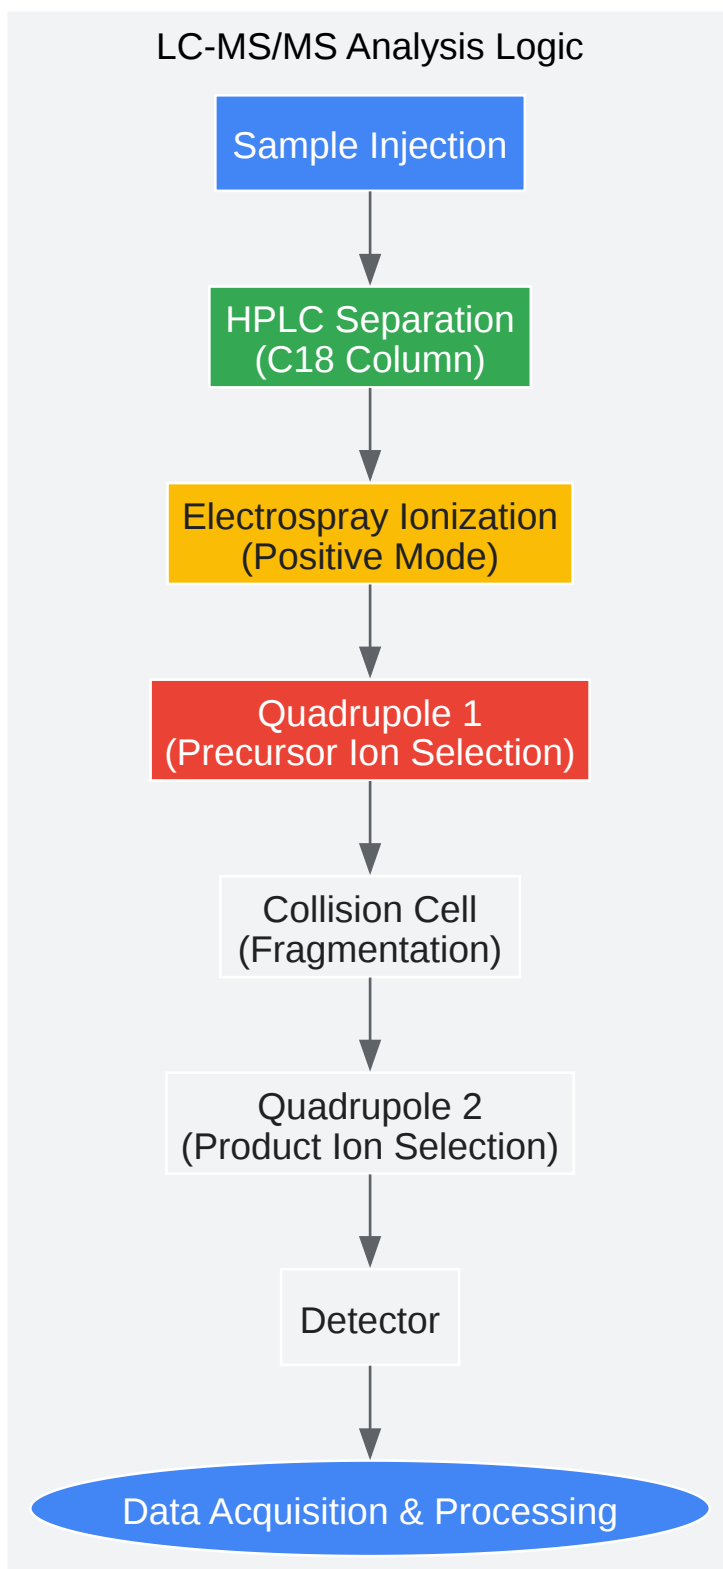 LC-MS/MS Analysis Logic
Sample Injection
HPLC Separation
(C18 Column)
Electrospray Ionization
(Positive Mode)
Quadrupole 1
(Precursor Ion Selection)
Collision Cell
(Fragmentation)
Quadrupole 2
(Product Ion Selection)
Detector
Data Acquisition & Processing